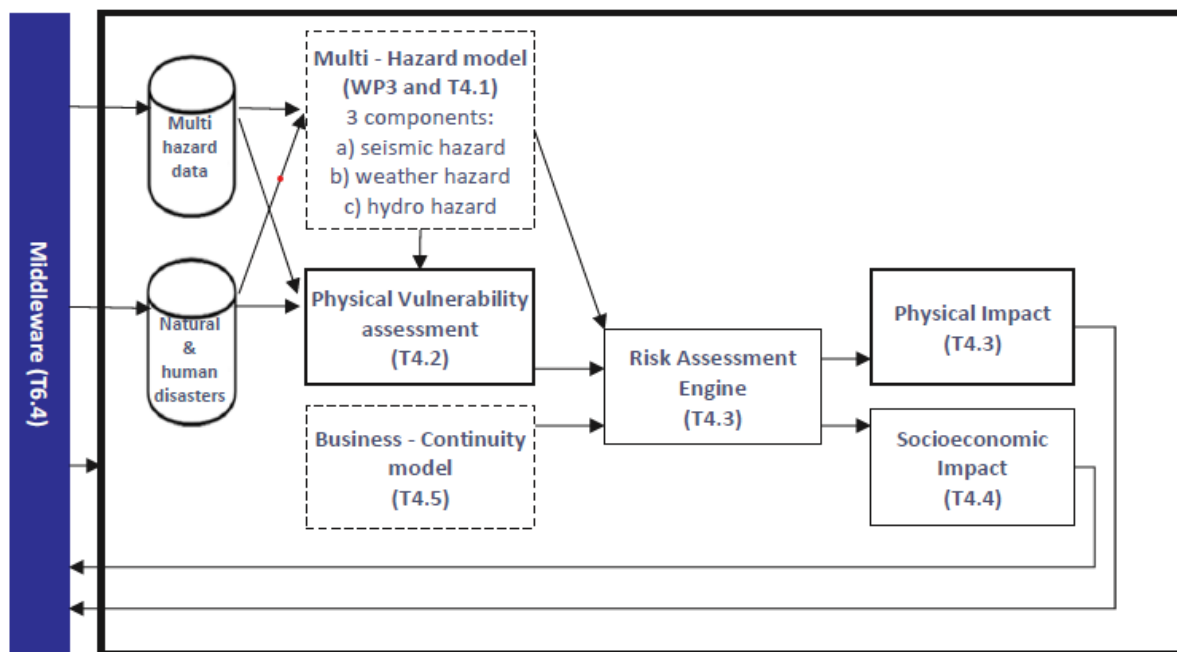 Middleware (T6.4)
Multi
hazard
data
Natural
&
human
disasters
Multi - Hazard model
(WP3 and T4.1)
3 components:
a) seismic hazard
b) weather hazard
c) hydro hazard
Physical Vulnerability
assessment
(T4.2)
Business - Continuity
model
(T4.5)
Risk Assessment
Engine
(T4.3)
Physical Impact
(T4.3)
Socioeconomic
Impact
(T4.4)